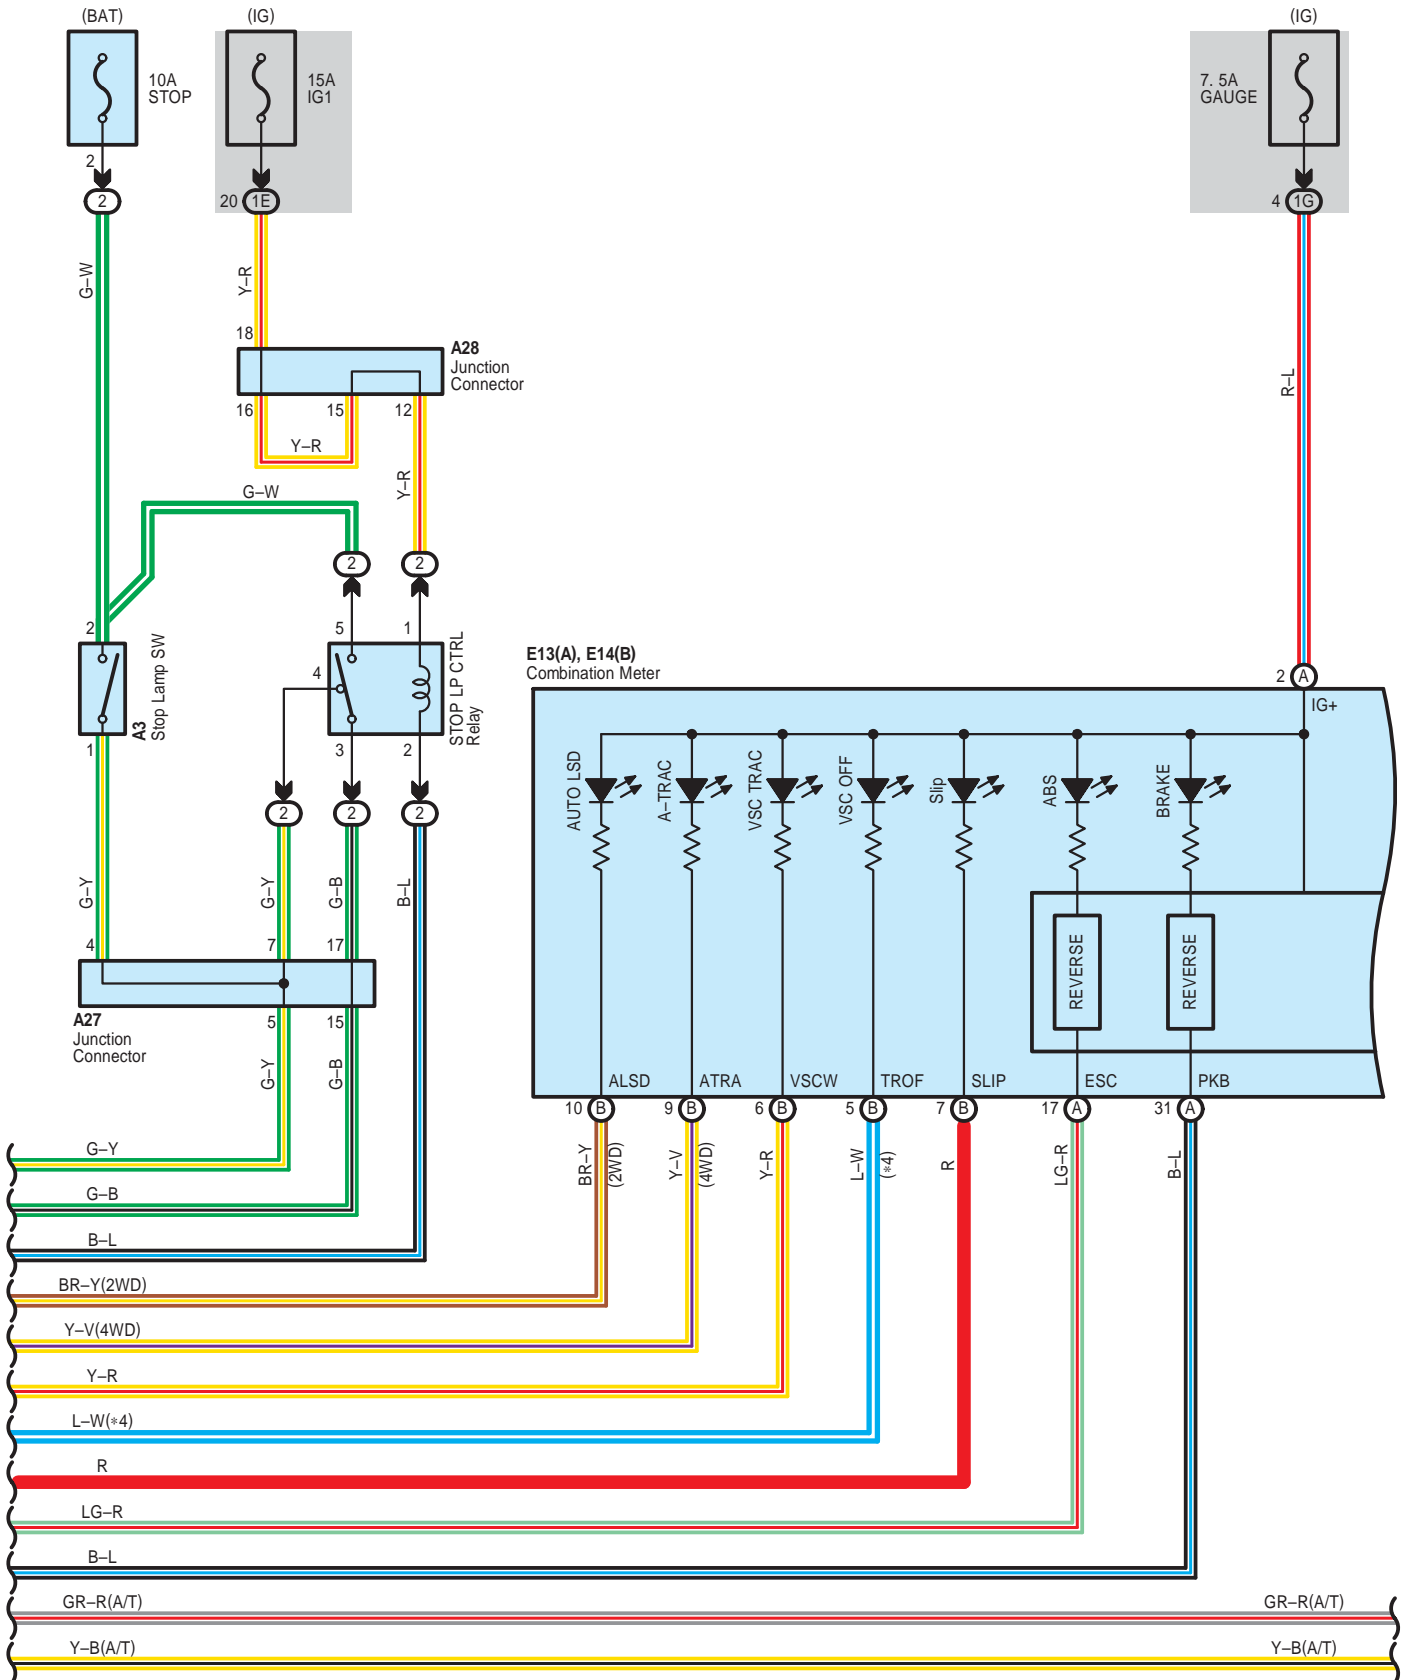 (BAT)
(IG)
(IG)
10A
STOP
15A
IG1
7. 5A
GAUGE
2
2
20 1E
4 1G
G–W
Y–R
R–L
18
A28
Junction
Connector
16
15
12
Y–R
Y–R
G–W
2
2
2
5
1
4
A3
Stop Lamp SW
STOP LP CTRL
Relay
1
3
2
2
2
2
E13(A), E14(B)
Combination Meter
2 A
IG+
AUTO LSD
A–TRAC
VSC TRAC
VSC OFF
Slip
ABS
BRAKE
REVERSE
REVERSE
G–Y
G–Y
G–B
B–L
4
7
17
A27
Junction
Connector
5
15
G–Y
G–B
ALSD
ATRA
VSCW
TROF
SLIP
ESC
PKB
10 B
9 B
6 B
5 B
7 B
17 A
31 A
BR–Y
(2WD)
Y–V
(4WD)
Y–R
L–W
(*4)
R
LG–R
B–L
G–Y
G–B
B–L
BR–Y(2WD)
Y–V(4WD)
Y–R
L–W(*4)
R
LG–R
B–L
GR–R(A/T)
GR–R(A/T)
Y–B(A/T)
Y–B(A/T)